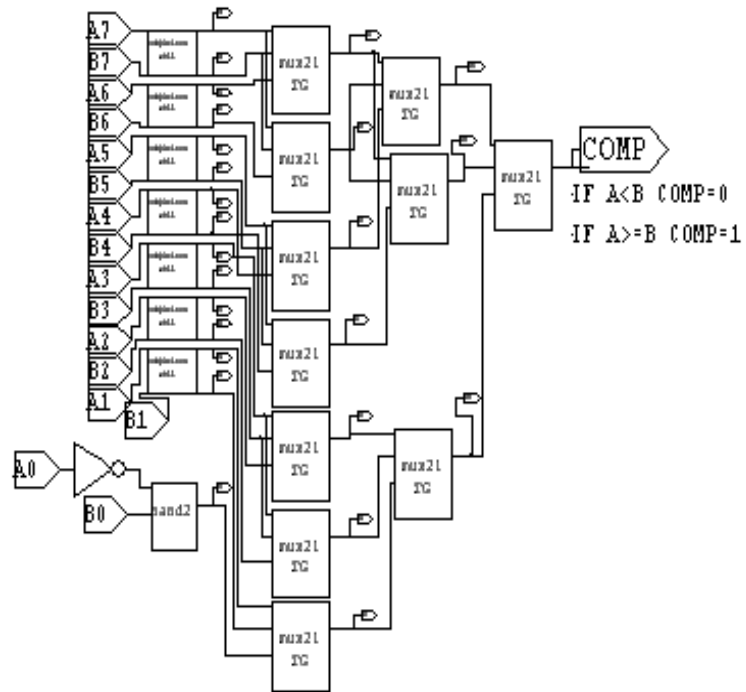 A7
B7
A6
B6
A5
B5
A4
B4
A3
B3
A2
B2
A1
B1
A0
B0
nand2
mux21
TG
mux21
TG
mux21
TG
mux21
TG
mux21
TG
mux21
TG
mux21
TG
mux21
TG
mux21
TG
mux21
TG
mux21
TG
COMP
IF A<B COMP=0
IF A>=B COMP=1